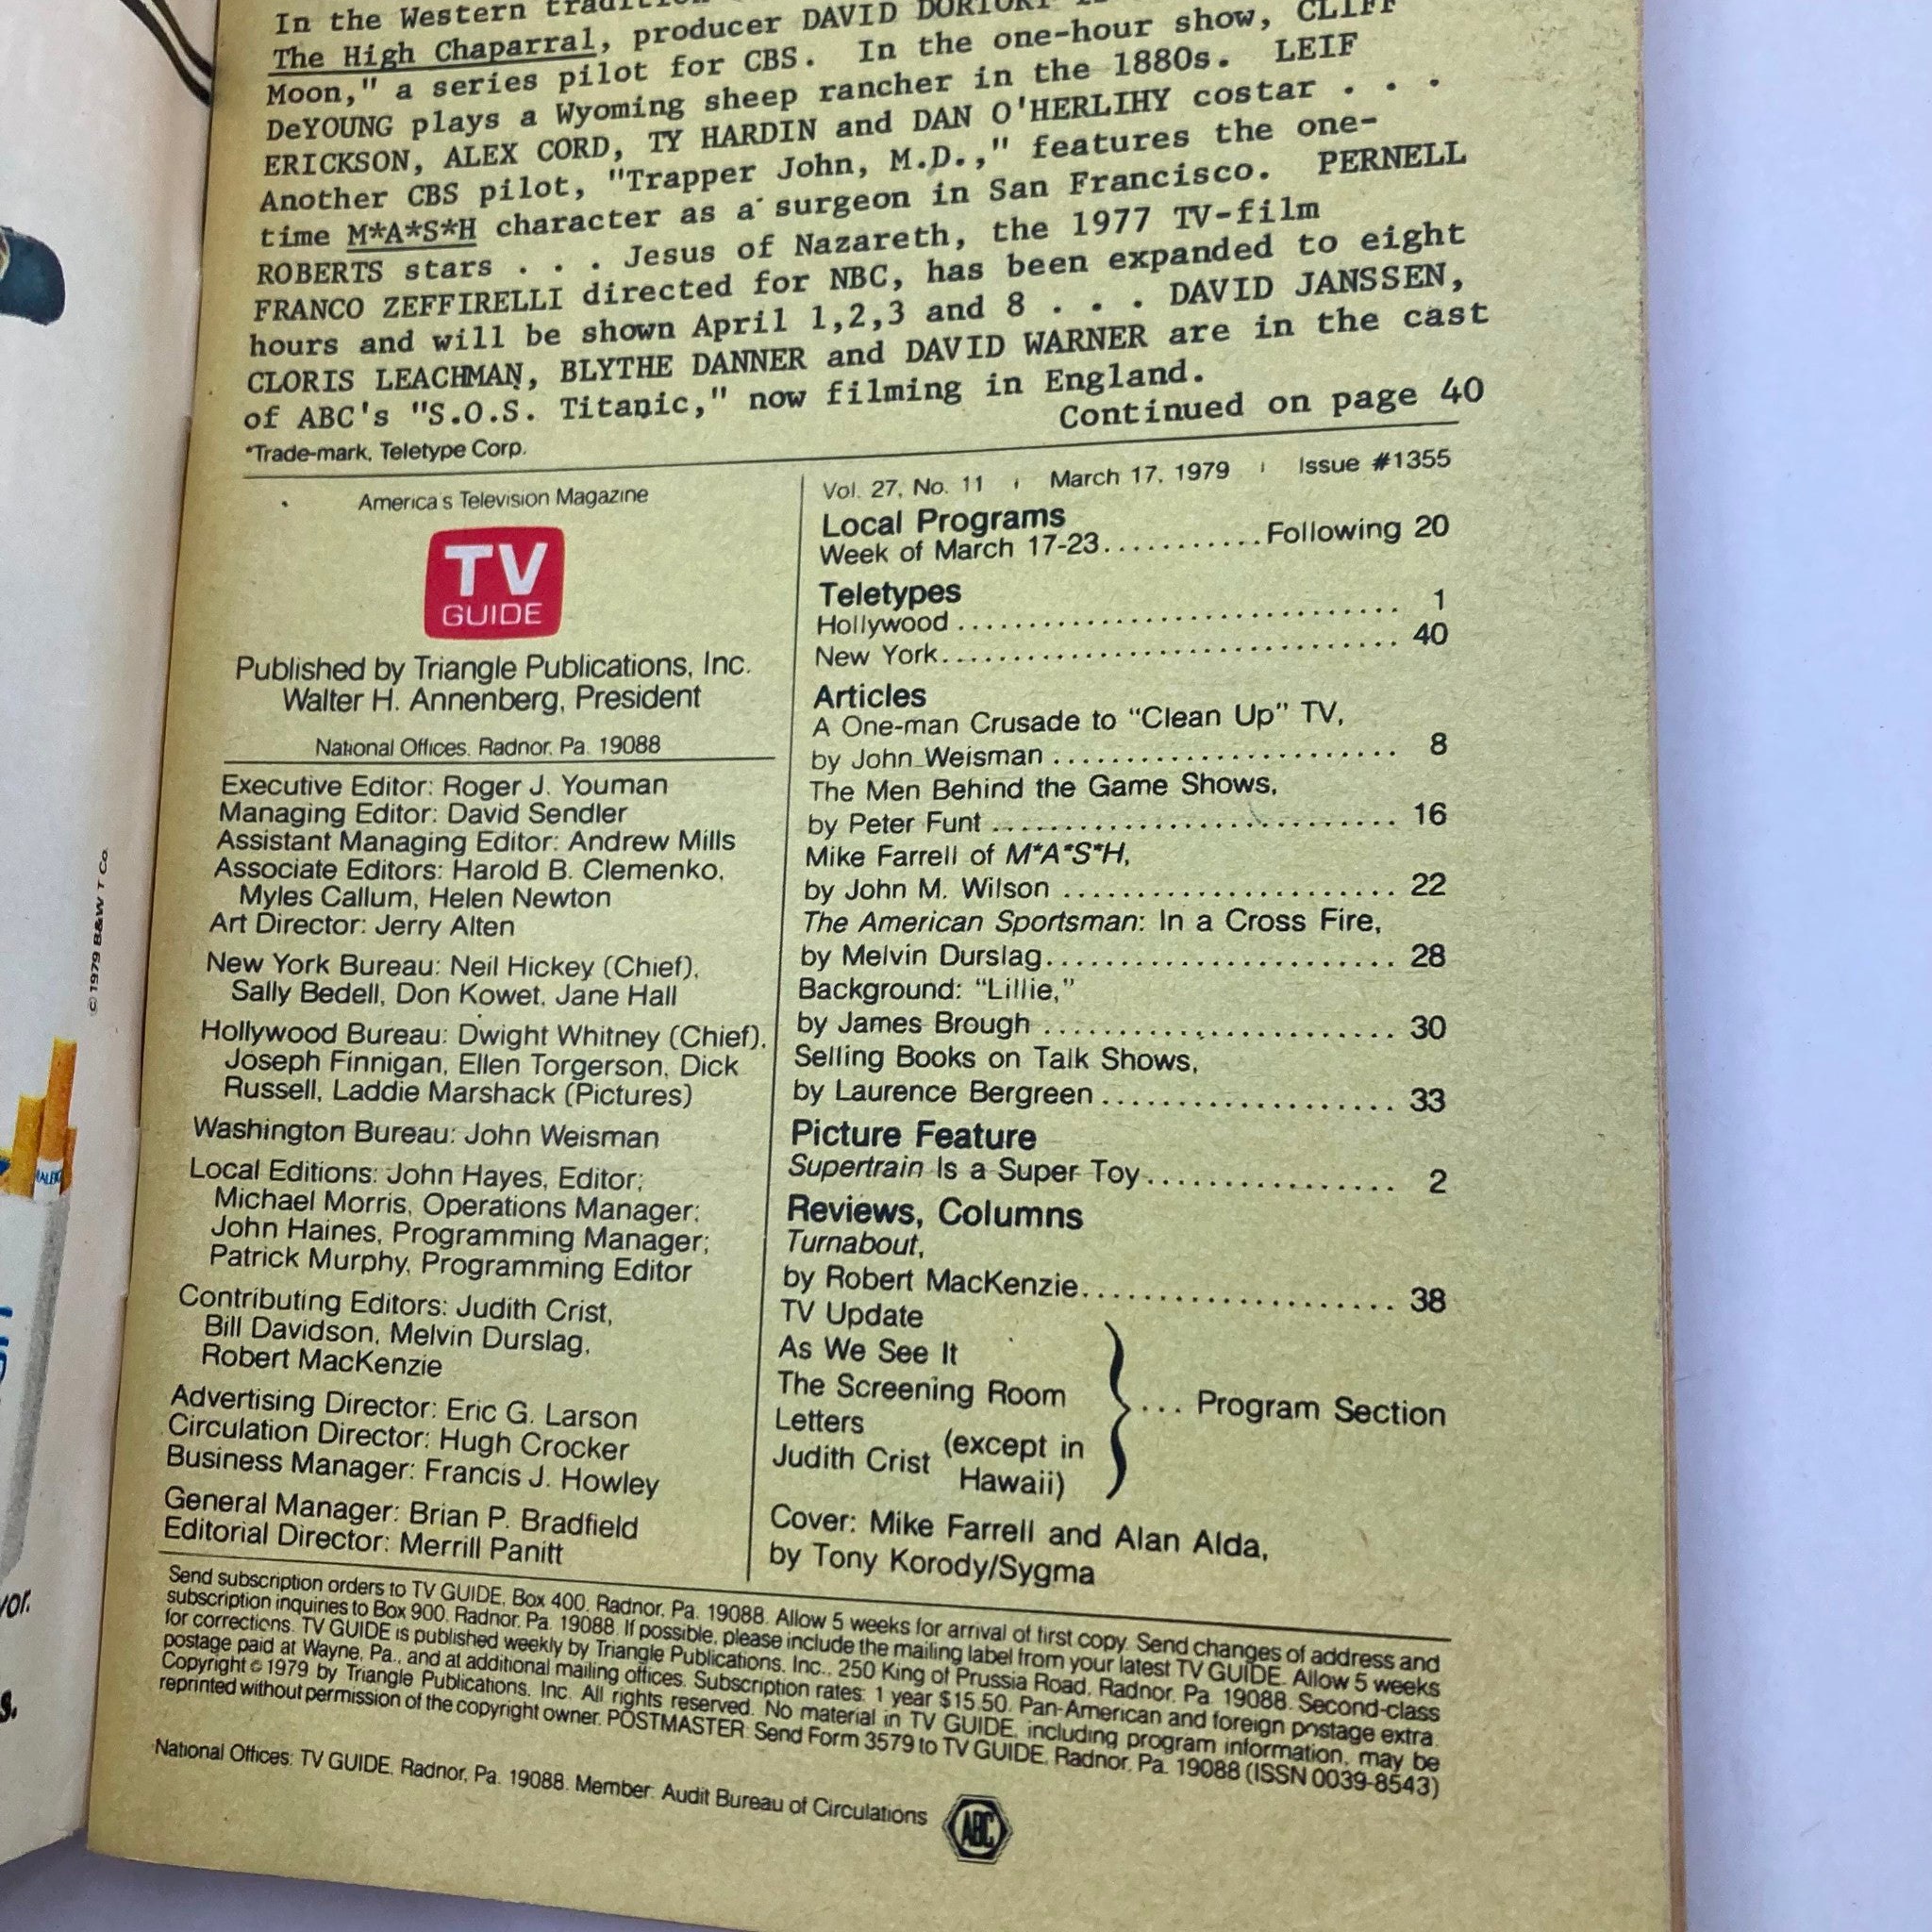 In the Western
The High Chaparral, producer DAVID DORTORT
Moon," a series pilot for CBS. In the one-hour show, CLIFF
DeYOUNG plays a Wyoming sheep rancher in the 1880s. LEIF
ERICKSON, ALEX CORD, TY HARDIN and DAN O'HERLIHY costar . . .
Another CBS pilot, "Trapper John, M.D.," features the one-
time M*A*S*H character as a surgeon in San Francisco. PERNELL
ROBERTS stars . . . Jesus of Nazareth, the 1977 TV-film
FRANCO ZEFFIRELLI directed for NBC, has been expanded to eight
hours and will be shown April 1,2,3 and 8 . . . DAVID JANSSEN,
CLORIS LEACHMAN, BLYTHE DANNER and DAVID WARNER are in the cast
of ABC's "S.O.S. Titanic," now filming in England.
Continued on page 40
*Trade-mark, Teletype Corp.
America's Television Magazine
TV
GUIDE
Published by Triangle Publications, Inc.
Walter H. Annenberg, President
National Offices. Radnor, Pa. 19088
Executive Editor: Roger J. Youman
Managing Editor: David Sendler
Assistant Managing Editor: Andrew Mills
Associate Editors: Harold B. Clemenko,
Myles Callum, Helen Newton
Art Director: Jerry Alten
New York Bureau: Neil Hickey (Chief),
Sally Bedell, Don Kowet, Jane Hall
Hollywood Bureau: Dwight Whitney (Chief),
Joseph Finnigan, Ellen Torgerson, Dick
Russell, Laddie Marshack (Pictures)
Washington Bureau: John Weisman
Local Editions: John Hayes, Editor;
Michael Morris, Operations Manager;
John Haines, Programming Manager;
Patrick Murphy, Programming Editor
Contributing Editors: Judith Crist,
Bill Davidson, Melvin Durslag,
Robert MacKenzie
Advertising Director: Eric G. Larson
Circulation Director: Hugh Crocker
Business Manager: Francis J. Howley
General Manager: Brian P. Bradfield
Editorial Director: Merrill Panitt
Vol. 27, No. 11 | March 17, 1979 | Issue #1355
Local Programs
Week of March 17-23...........Following 20
Teletypes
Hollywood ............................... 1
New York................................ 40
Articles
A One-man Crusade to "Clean Up" TV,
by John Weisman ........................ 8
The Men Behind the Game Shows,
by Peter Funt ............................ 16
Mike Farrell of M*A*S*H,
by John M. Wilson ....................... 22
The American Sportsman: In a Cross Fire,
by Melvin Durslag........................ 28
Background: "Lillie,"
by James Brough ........................ 30
Selling Books on Talk Shows,
by Laurence Bergreen .................... 33
Picture Feature
Supertrain Is a Super Toy................. 2
Reviews, Columns
Turnabout,
by Robert MacKenzie..................... 38
TV Update
As We See It
The Screening Room
Letters
Judith Crist (except in
Hawaii)
... Program Section
Cover: Mike Farrell and Alan Alda,
by Tony Korody/Sygma
Send subscription orders to TV GUIDE, Box 400, Radnor, Pa. 19088. Allow 5 weeks for arrival of first copy. Send changes of address and
subscription inquiries to Box 900, Radnor, Pa. 19088. If possible, please include the mailing label from your latest TV GUIDE. Allow 5 weeks
for corrections. TV GUIDE is published weekly by Triangle Publications, Inc., 250 King of Prussia Road, Radnor, Pa. 19088. Second-class
postage paid at Wayne, Pa., and at additional mailing offices. Subscription rates: 1 year $15.50. Pan-American and foreign postage extra.
Copyright © 1979 by Triangle Publications, Inc. All rights reserved. No material in TV GUIDE, including program information, may be
reprinted without permission of the copyright owner. POSTMASTER: Send Form 3579 to TV GUIDE, Radnor, Pa. 19088 (ISSN 0039-8543)
National Offices: TV GUIDE, Radnor, Pa. 19088. Member: Audit Bureau of Circulations
ABC
© 1979 B&W T Co.